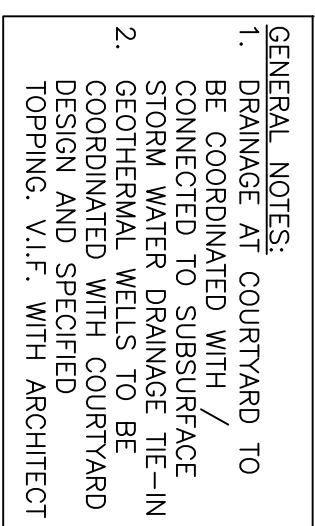 GENERAL NOTES:
1. DRAINAGE AT COURTYARD TO
BE COORDINATED WITH /
CONNECTED TO SUBSURFACE
STORM WATER DRAINAGE TIE-IN
2. GEOTHERMAL WELLS TO BE
COORDINATED WITH COURTYARD
DESIGN AND SPECIFIED
TOPPING. V.I.F. WITH ARCHITECT